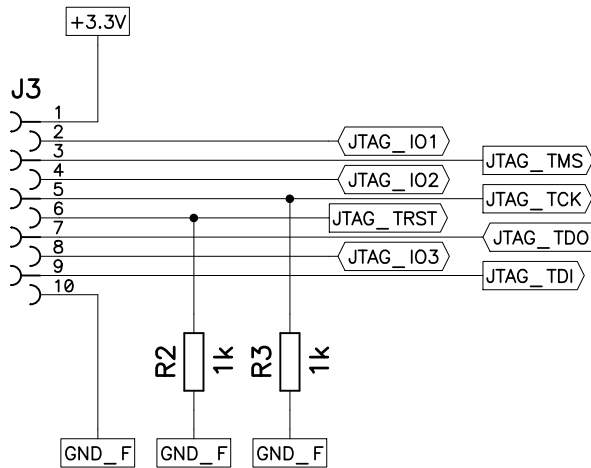 +3.3V
J3
1
2
JTAG_IO1
3
JTAG_TMS
4
JTAG_IO2
5
JTAG_TCK
6
JTAG_TRST
7
JTAG_TDO
8
JTAG_IO3
9
JTAG_TDI
10
R2
1k
R3
1k
GND_F
GND_F
GND_F